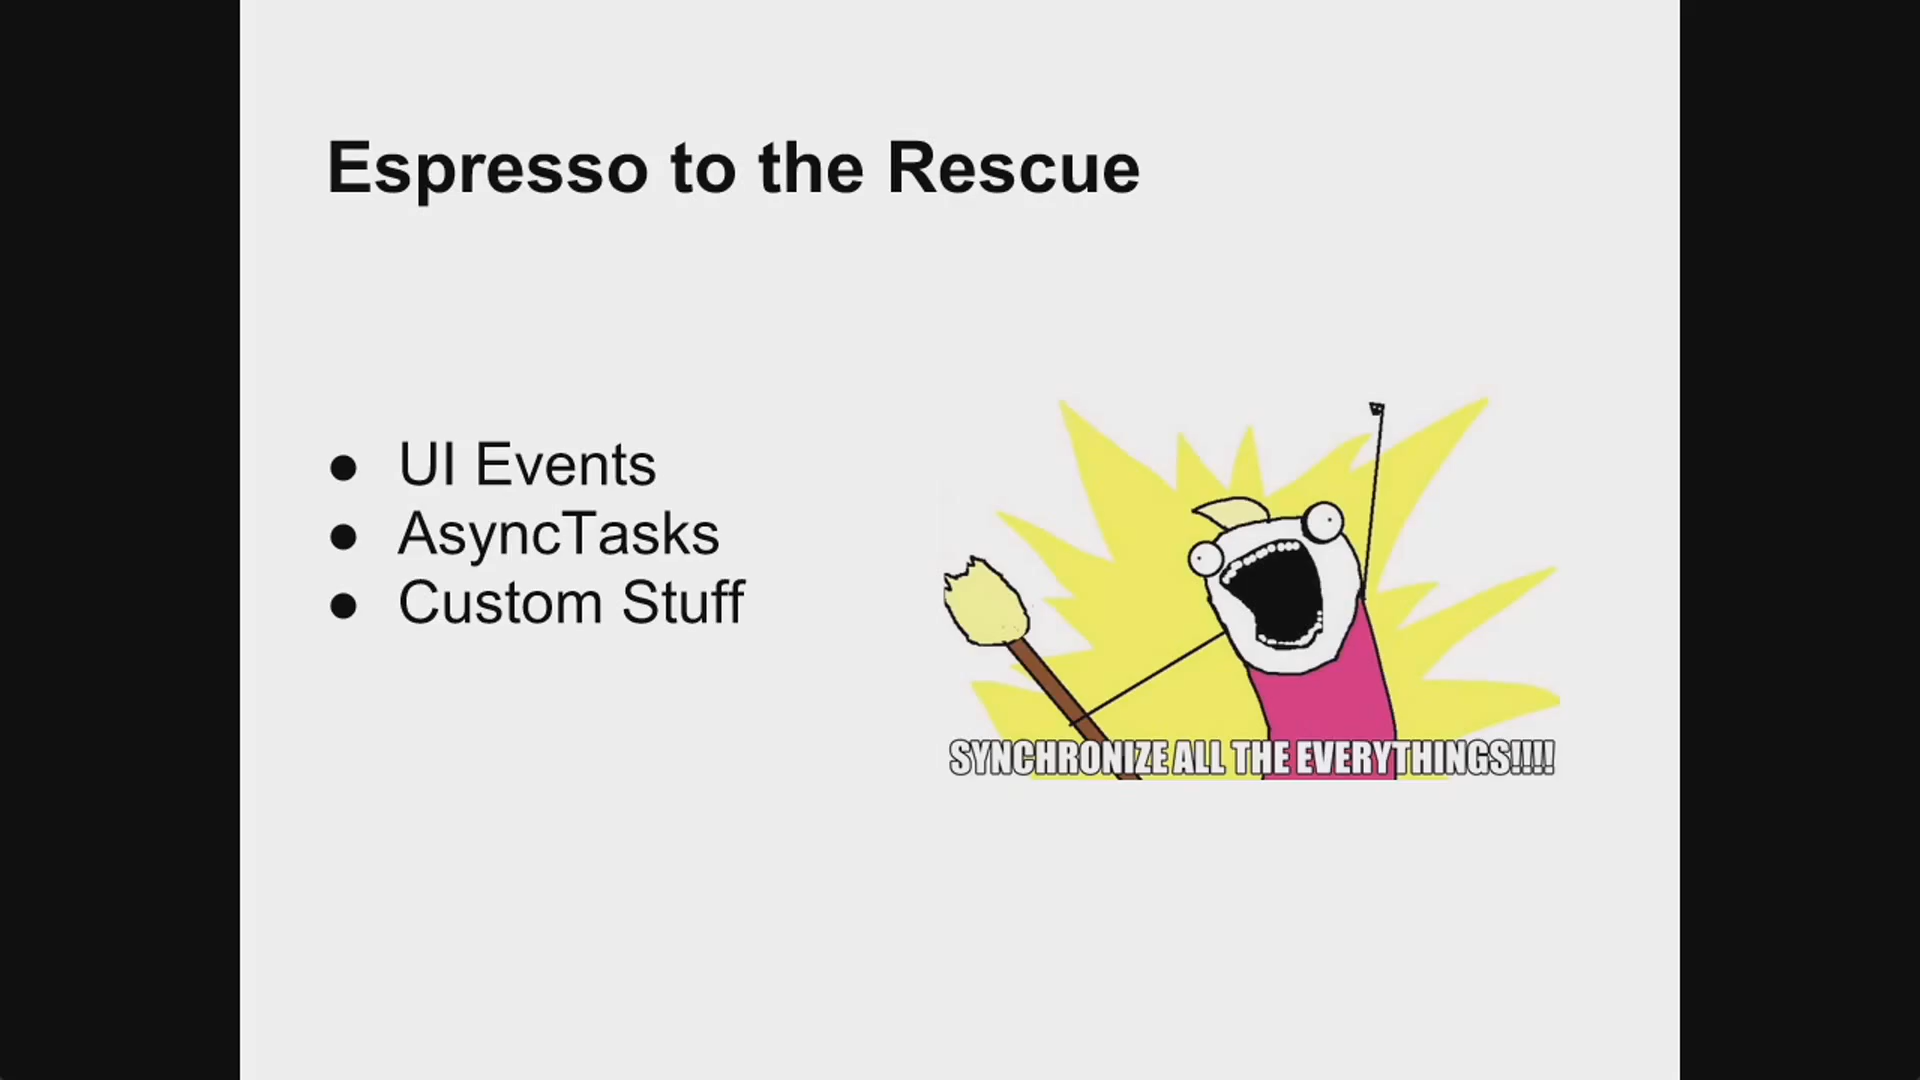 Espresso to the Rescue
● UI Events
● AsyncTasks
● Custom Stuff
SYNCHRONIZE ALL THE EVERYTHINGS!!!!